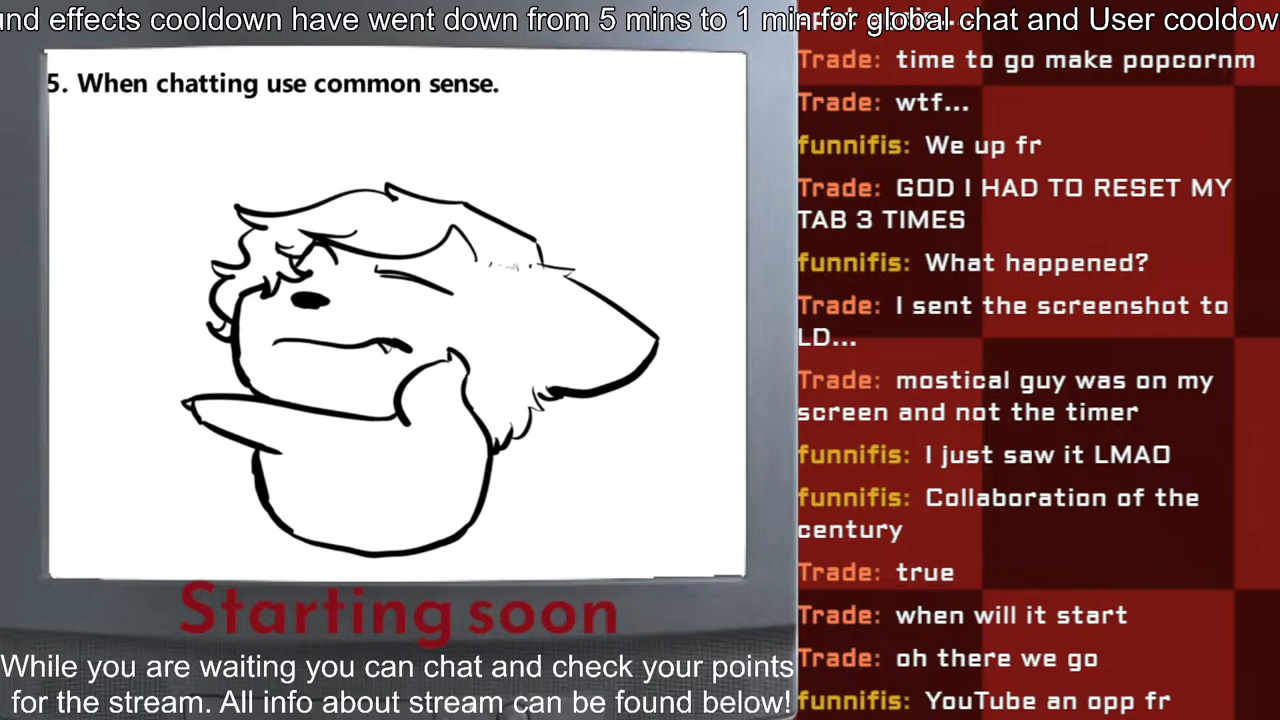 und effects cooldown have went down from 5 mins to 1 min for global chat and User cooldow
5. When chatting use common sense.
Starting soon
While you are waiting you can chat and check your points
for the stream. All info about stream can be found below!
Trade: time to go make popcornm
Trade: wtf...
funnifis: We up fr
Trade: GOD I HAD TO RESET MY
TAB 3 TIMES
funnifis: What happened?
Trade: I sent the screenshot to
LD...
Trade: mostical guy was on my
screen and not the timer
funnifis: I just saw it LMAO
funnifis: Collaboration of the
century
Trade: true
Trade: when will it start
Trade: oh there we go
funnifis: YouTube an opp fr